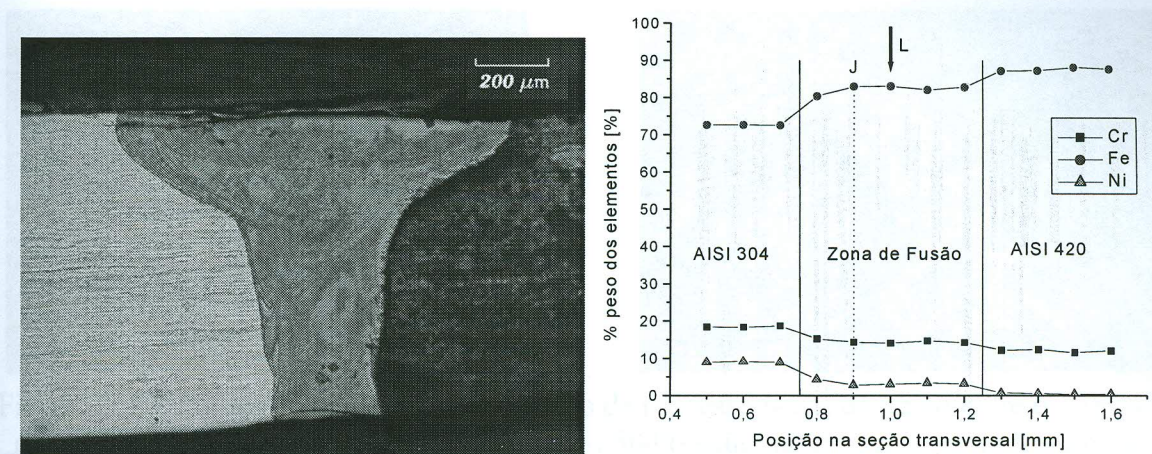 200 µm
100
90
80
70
60
50
40
30
20
10
0
% peso dos elementos [%]
L
J
Cr
Fe
Ni
AISI 304
Zona de Fusão
AISI 420
0,4 0,6 0,8 1,0 1,2 1,4 1,6
Posição na seção transversal [mm]